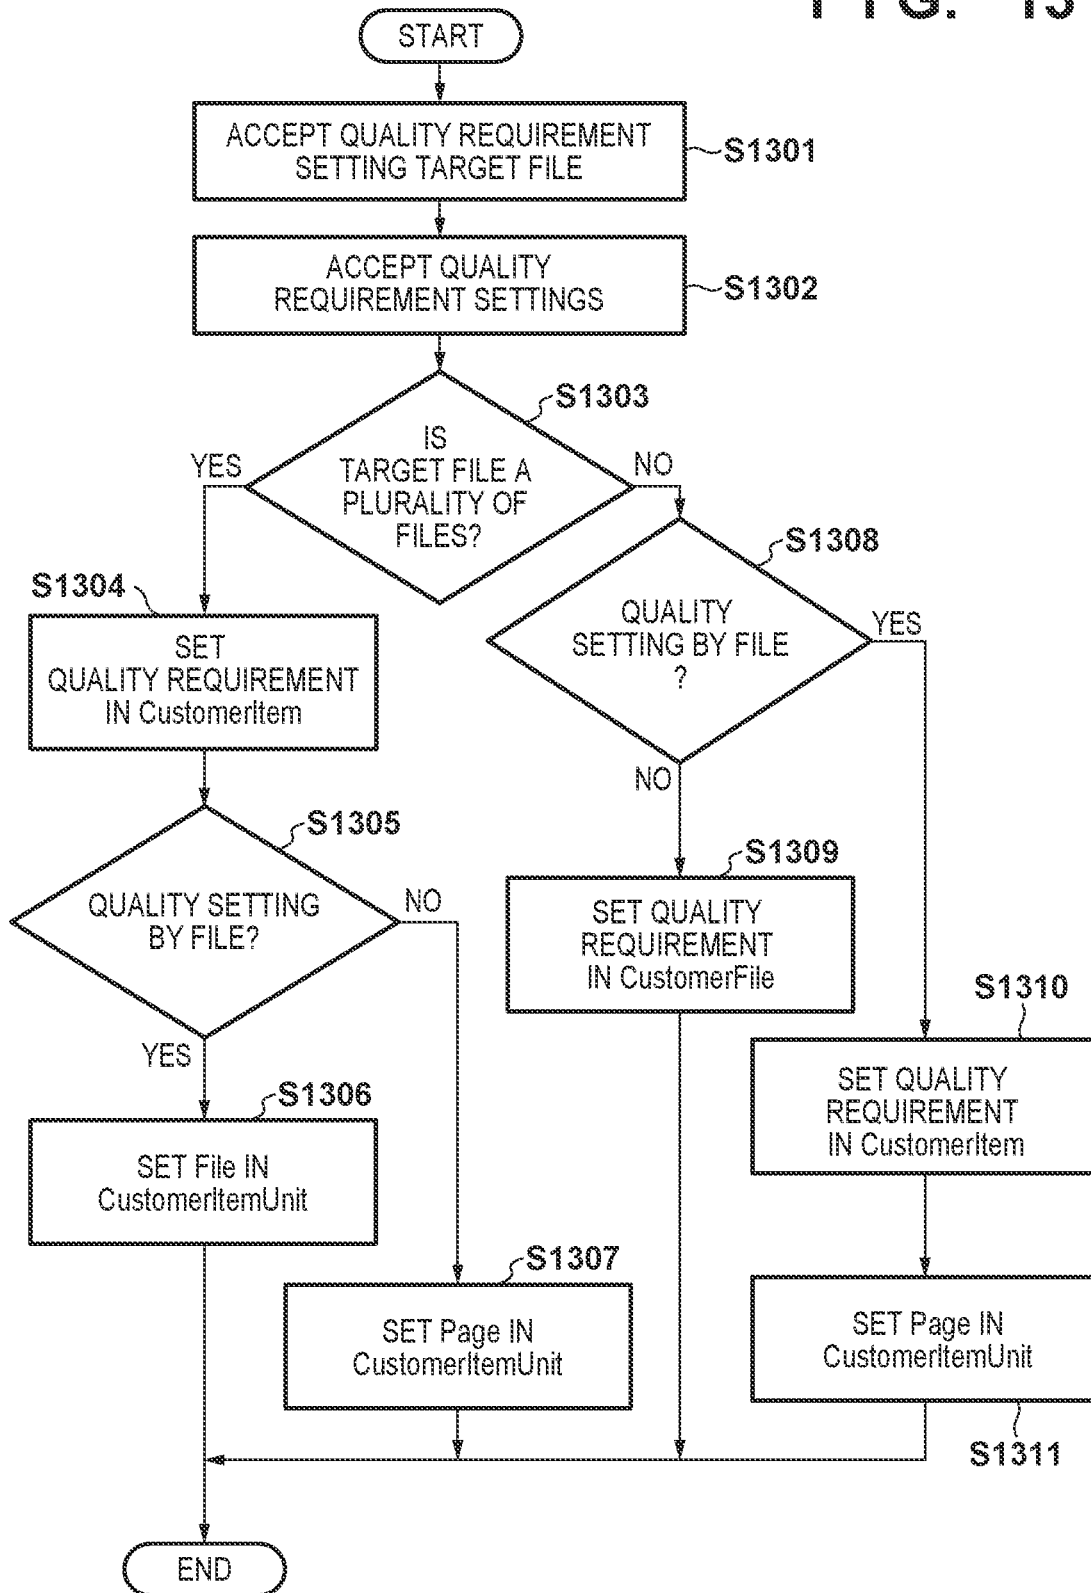 FIG. 13
START
ACCEPT QUALITY REQUIREMENT
SETTING TARGET FILE
S1301
ACCEPT QUALITY
REQUIREMENT SETTINGS
S1302
S1303
IS
TARGET FILE A
PLURALITY OF
FILES?
YES
NO
S1308
QUALITY
SETTING BY FILE
?
YES
NO
S1304
SET
QUALITY REQUIREMENT
IN CustomerItem
S1305
QUALITY SETTING
BY FILE?
NO
YES
S1309
SET QUALITY
REQUIREMENT
IN CustomerFile
S1310
SET QUALITY
REQUIREMENT
IN CustomerItem
S1306
SET File IN
CustomerItemUnit
S1307
SET Page IN
CustomerItemUnit
SET Page IN
CustomerItemUnit
S1311
END